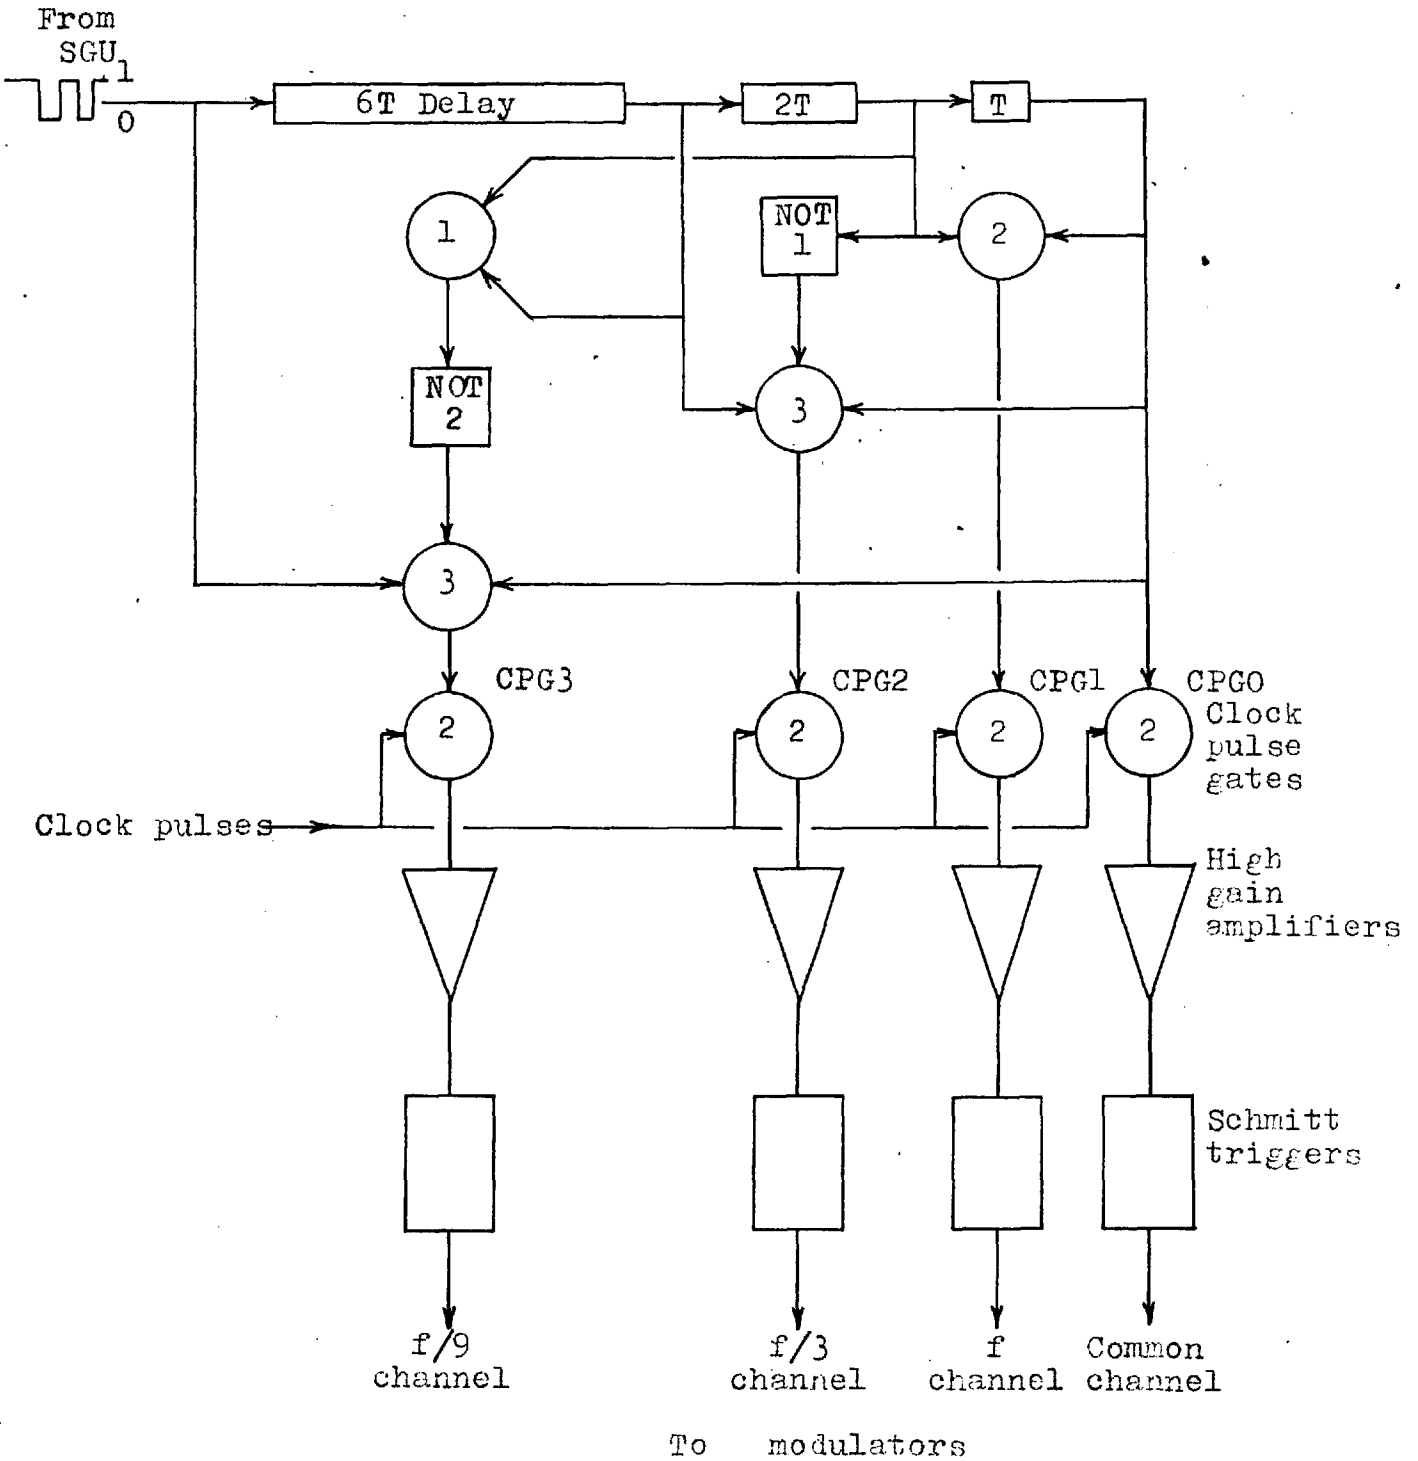 From
SGU
1
0
6T Delay
2T
T
1
NOT
1
2
NOT
2
3
3
CPG3
CPG2
CPG1
CPG0
2
2
2
2
Clock
pulse
gates
Clock pulses
High
gain
amplifiers
Schmitt
triggers
f/9
channel
f/3
channel
f
channel
Common
channel
To modulators